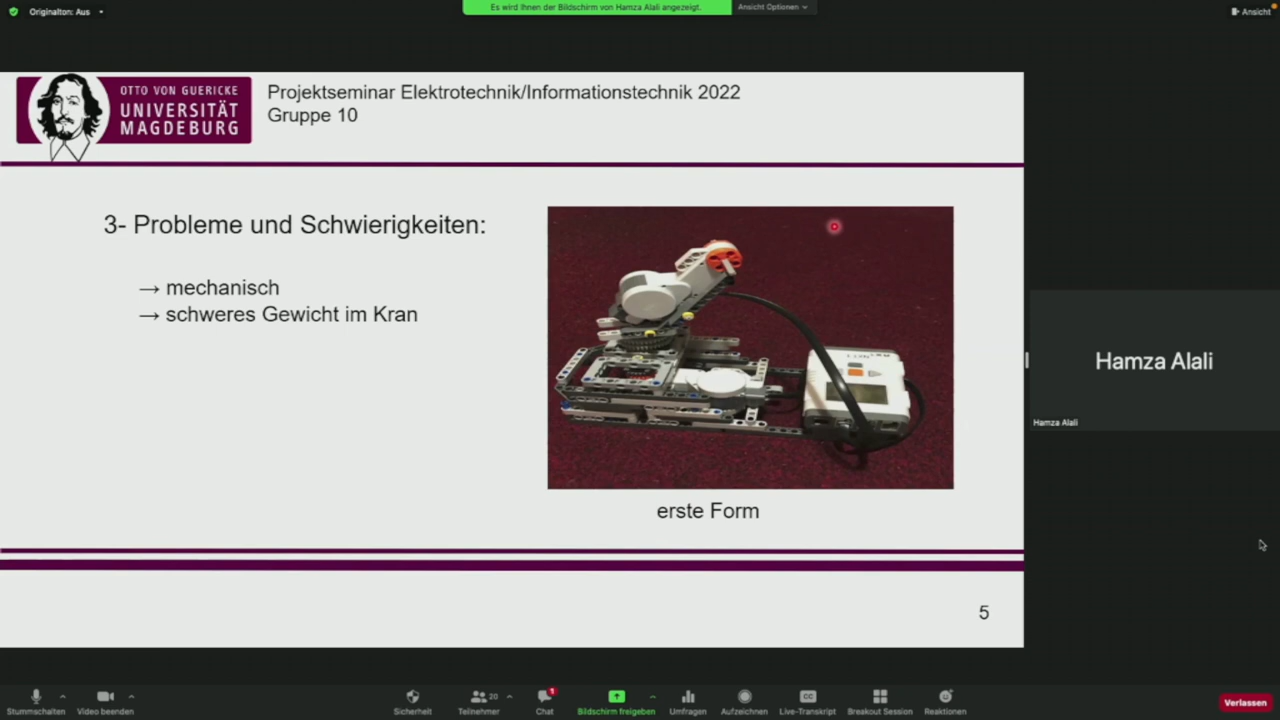 Originalton: Aus
Es wird Ihnen der Bildschirm von Hamza Alali angezeigt.
Ansicht Optionen
Ansicht
OTTO VON GUERICKE
UNIVERSITÄT
MAGDEBURG
Projektseminar Elektrotechnik/Informationstechnik 2022
Gruppe 10
3- Probleme und Schwierigkeiten:
→ mechanisch
→ schweres Gewicht im Kran
erste Form
5
Hamza Alali
Hamza Alali
Stummschalten
Video beenden
Sicherheit
20
Teilnehmer
1
Chat
Bildschirm freigeben
Umfragen
Aufzeichnen
CC
Live-Transkript
Breakout Session
Reaktionen
Verlassen